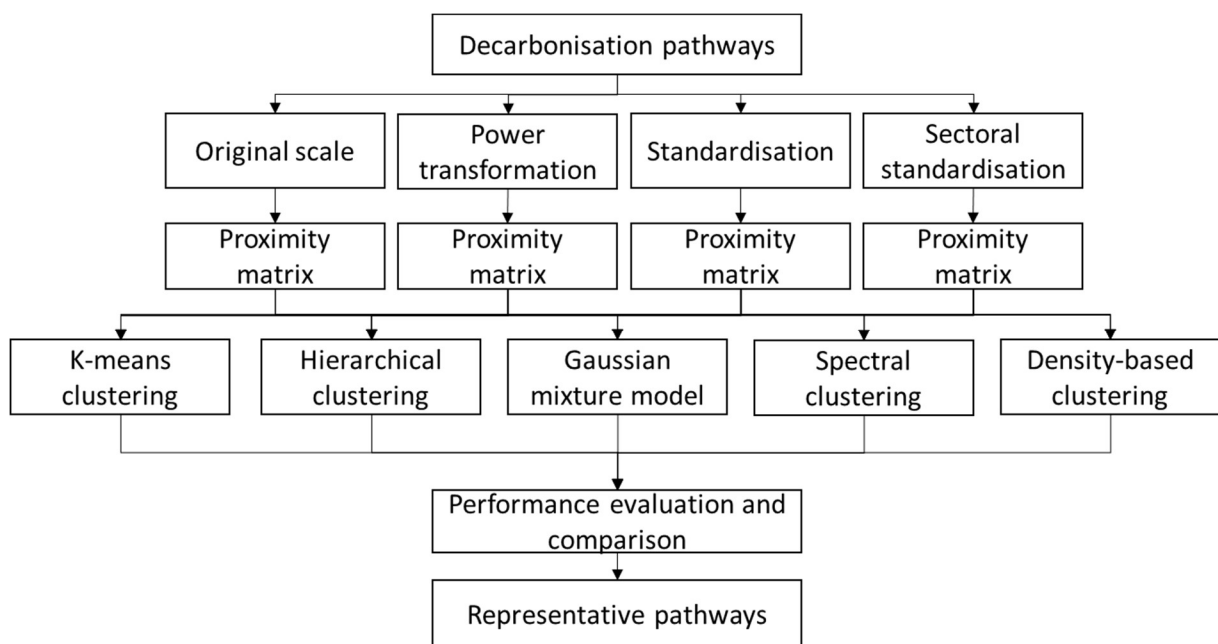 Decarbonisation pathways
Original scale
Power
transformation
Standardisation
Sectoral
standardisation
Proximity
matrix
Proximity
matrix
Proximity
matrix
Proximity
matrix
K-means
clustering
Hierarchical
clustering
Gaussian
mixture model
Spectral
clustering
Density-based
clustering
Performance evaluation and
comparison
Representative pathways